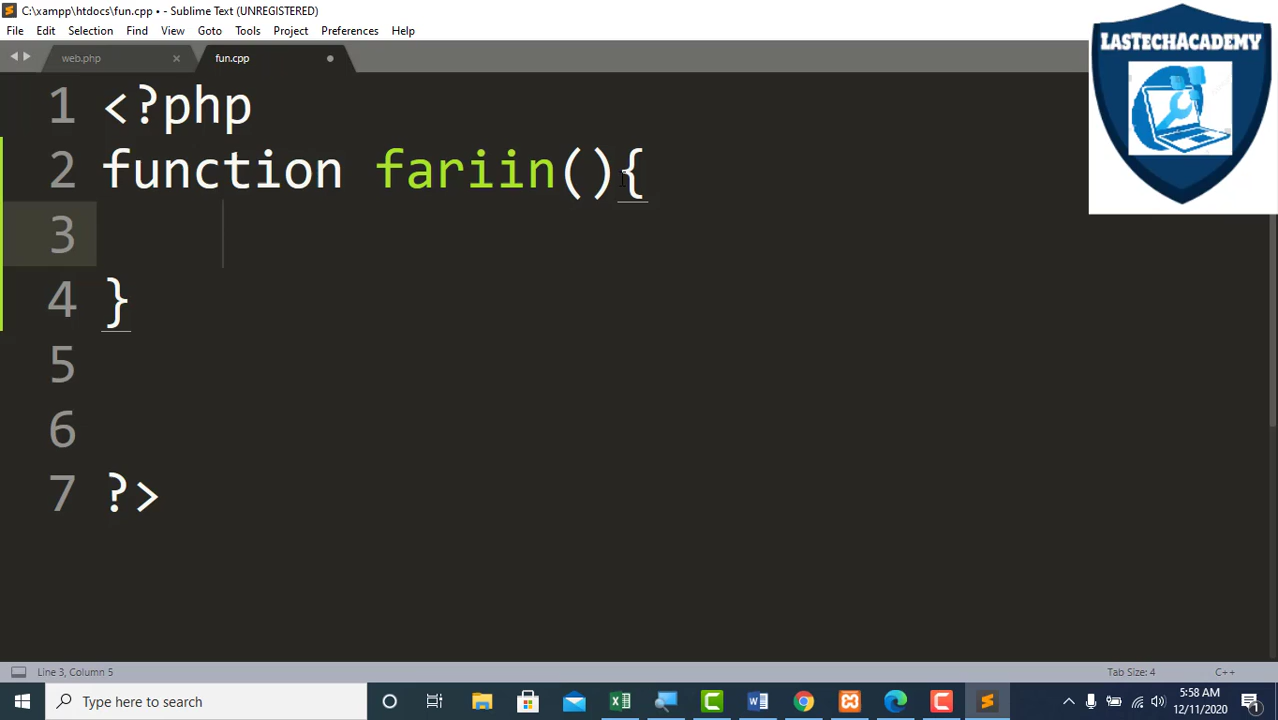 C:\xampp\htdocs\fun.cpp • - Sublime Text (UNREGISTERED)
File Edit Selection Find View Goto Tools Project Preferences Help
web.php fun.cpp
LASTECHACADEMY
1 <?php
2 function fariin(){
3
4 }
5
6
7 ?>
Line 3, Column 5 Tab Size: 4 C++
Type here to search
5:58 AM
12/11/2020
1